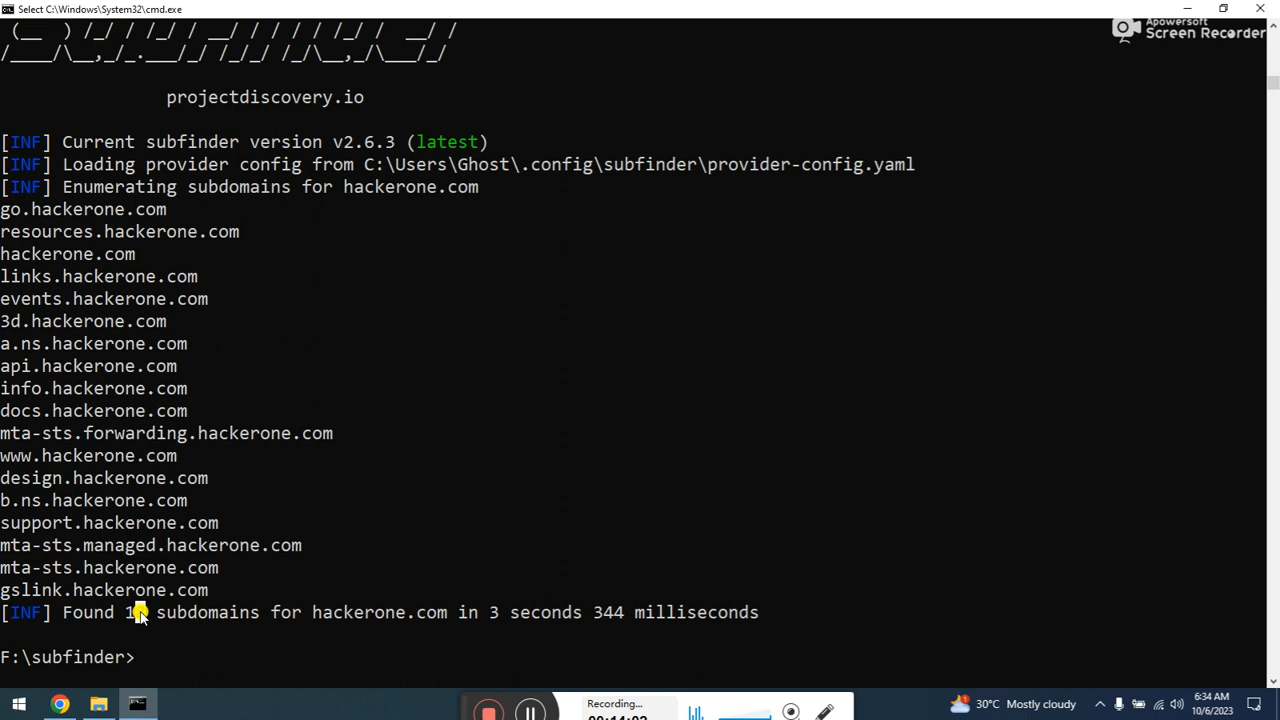 Select C:\Windows\System32\cmd.exe
Apowersoft
Screen Recorder
projectdiscovery.io
[INF] Current subfinder version v2.6.3 (latest)
[INF] Loading provider config from C:\Users\Ghost\.config\subfinder\provider-config.yaml
[INF] Enumerating subdomains for hackerone.com
go.hackerone.com
resources.hackerone.com
hackerone.com
links.hackerone.com
events.hackerone.com
3d.hackerone.com
a.ns.hackerone.com
api.hackerone.com
info.hackerone.com
docs.hackerone.com
mta-sts.forwarding.hackerone.com
www.hackerone.com
design.hackerone.com
b.ns.hackerone.com
support.hackerone.com
mta-sts.managed.hackerone.com
mta-sts.hackerone.com
gslink.hackerone.com
[INF] Found subdomains for hackerone.com in 3 seconds 344 milliseconds
F:\subfinder>
Recording...
30°C Mostly cloudy
6:34 AM
10/6/2023